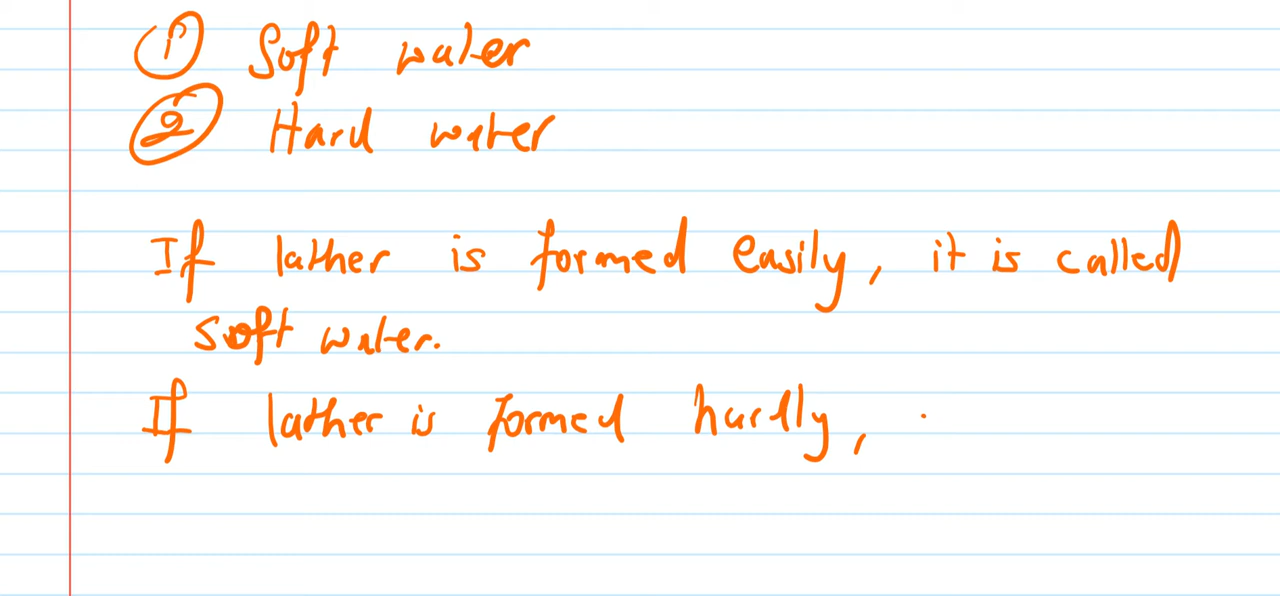 ① Soft water
② Hard water
If lather is formed easily, it is called
soft water.
If lather is formed hardly,